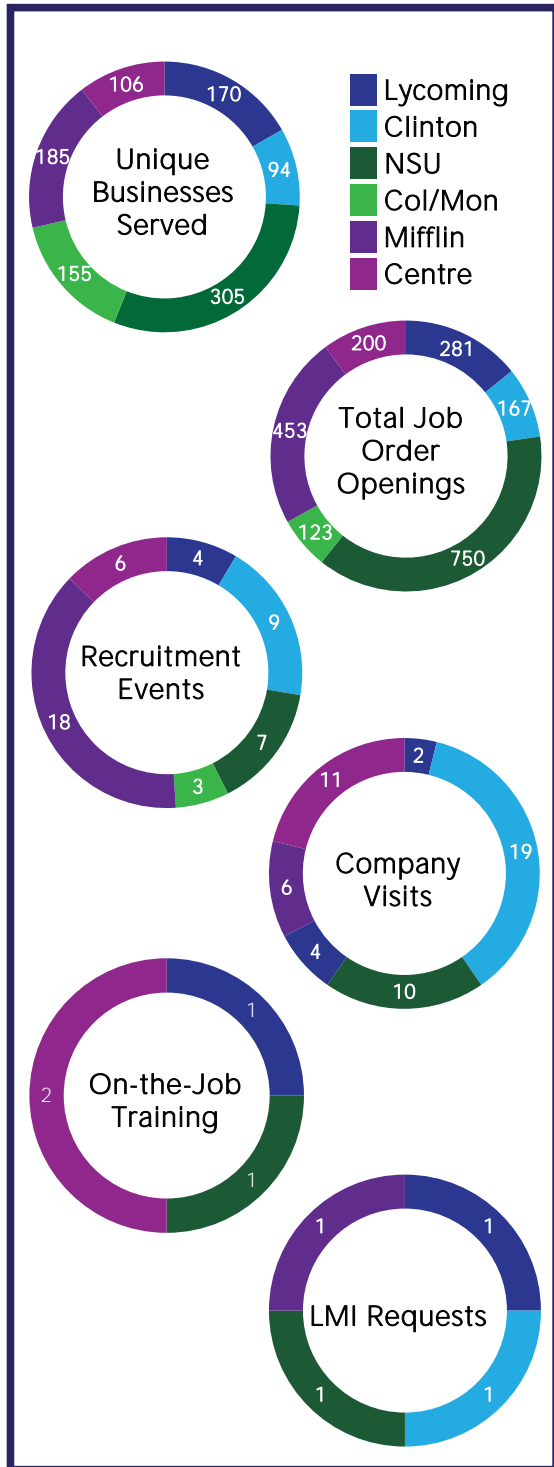 106
170
185
94
Unique
Businesses
Served
155
305
Lycoming
Clinton
NSU
Col/Mon
Mifflin
Centre
200
281
453
167
Total Job
Order
Openings
123
750
6
4
9
Recruitment
Events
18
7
3
11
2
19
Company
Visits
6
4
10
1
2
On-the-Job
Training
1
1
1
LMI Requests
1
1